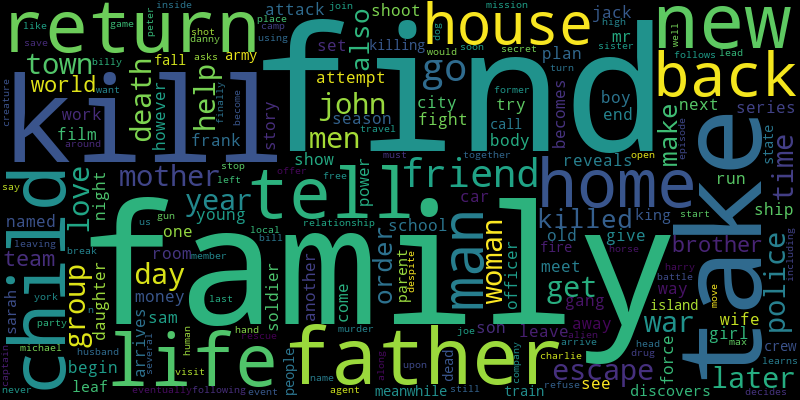 return
find
kill
family
house
new
back
town
world
work
film
death
however
help
frank
story
attack
also
shoot
set
killing
army
fall
asks
shot
danny
peter
place
camp
using
inside
join
like
game
save
billy
want
creature
around
become
finally
attempt
john
men
season
show
travel
power
jack
mr
plan
go
city
fight
try
call
body
boy
end
becomes
high
mission
dog
would
soon
secret
sister
turn
former
well
follows
lead
make
next
series
episode
state
reveals
open
run
time
say
child
love
night
named
team
sarah
mother
year
young
stop
left
tell
offer
free
must
together
friend
school
car
home
killed
king
take
start
including
ship
brother
battle
police
leaving
break
group
daughter
day
one
room
money
us
gun
local
bill
relationship
member
soldier
another
come
parent
despite
order
man
woman
officer
old
give
fire
horse
meet
get
gang
way
harry
island
move
war
york
party
n
michael
captain
never
husband
begin
leaf
arrives
several
sam
human
visit
eventually
following
life
last
hand
rescue
murder
event
people
name
agent
dead
meanwhile
along
upon
father
joe
son
still
train
company
leave
charlie
refuse
away
alien
arrive
escape
see
head
drug
force
discovers
girl
wife
max
crew
learns
later
decides